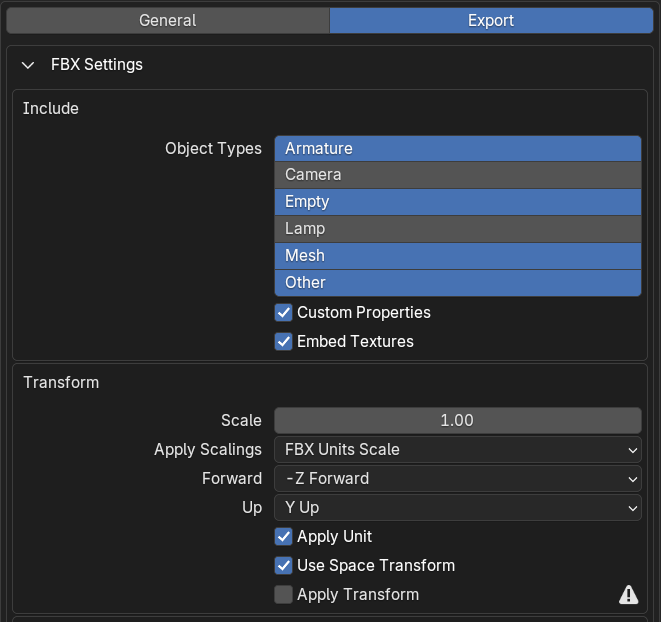 General Export
FBX Settings
Include
Object Types Armature
Camera
Empty
Lamp
Mesh
Other
Custom Properties
Embed Textures
Transform
Scale 1.00
Apply Scalings FBX Units Scale
Forward -Z Forward
Up Y Up
Apply Unit
Use Space Transform
Apply Transform